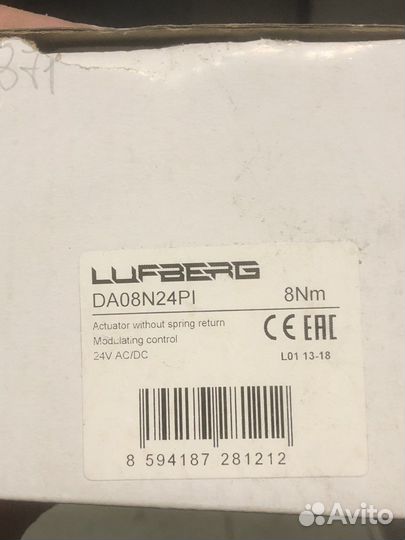 871
LUFBERG
DA08N24PI 8Nm
Actuator without spring return
Modulating control
24V AC/DC
CE EAC
L01 13-18
8 594187 281212
Avito